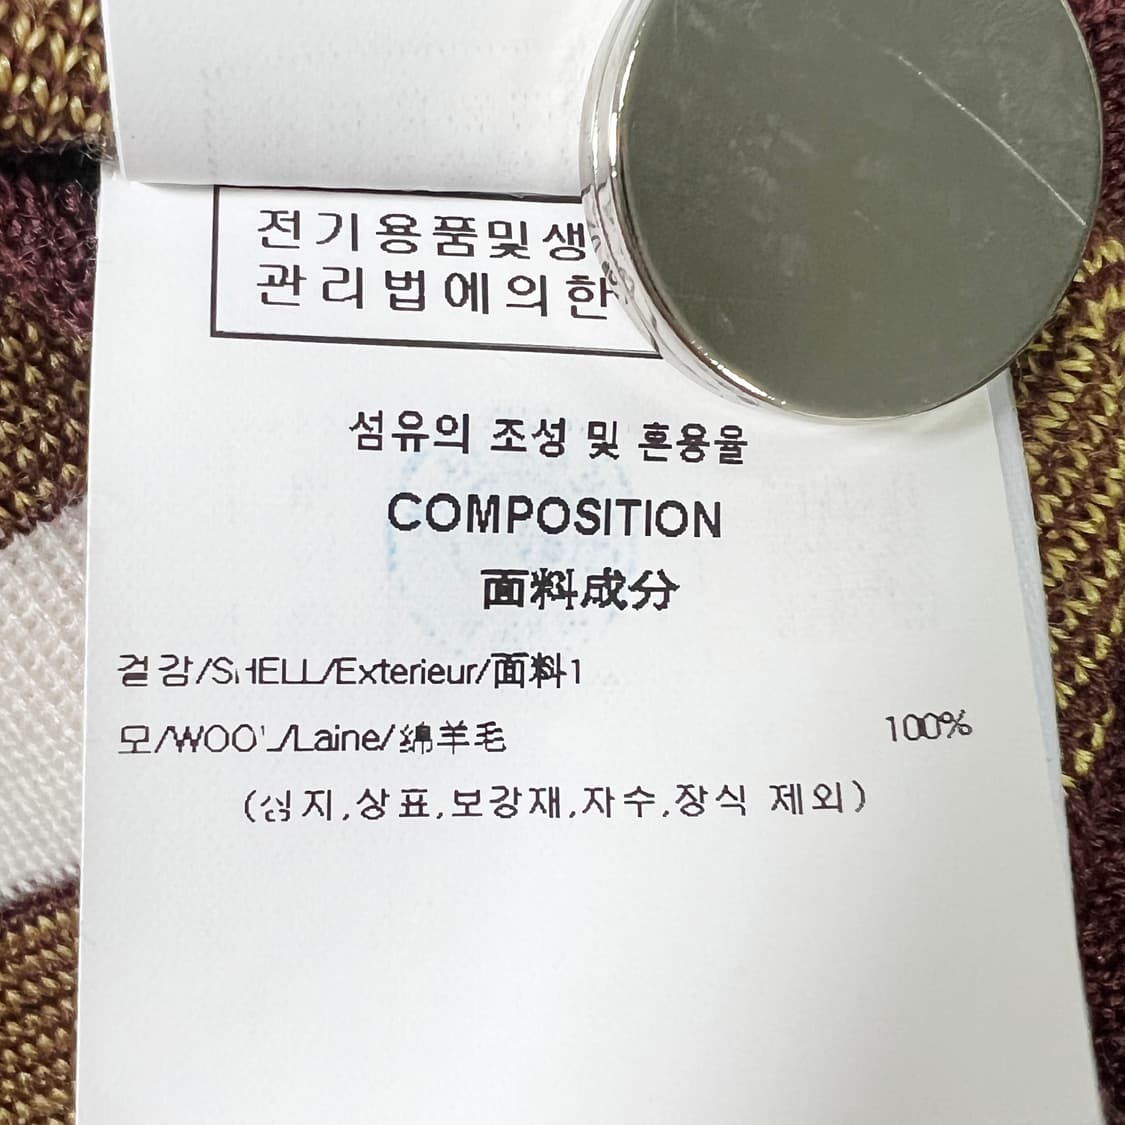 전기용품및생
관리법에의한
섬유의 조성 및 혼용율
COMPOSITION
面料成分
겉감/SHELL/Exterieur/面料1
모/WOOL/Laine/綿羊毛 100%
(심지,상표,보강재,자수,장식 제외)